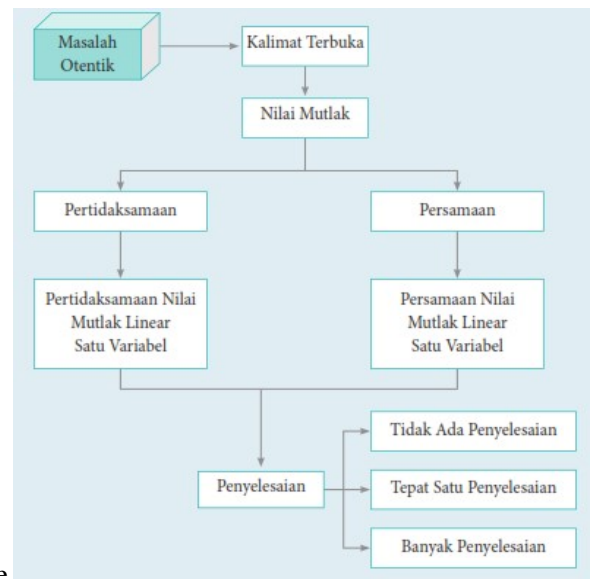 Masalah
Otentik
Kalimat Terbuka
Nilai Mutlak
Pertidaksamaan
Persamaan
Pertidaksamaan Nilai
Mutlak Linear
Satu Variabel
Persamaan Nilai
Mutlak Linear
Satu Variabel
Penyelesaian
Tidak Ada Penyelesaian
Tepat Satu Penyelesaian
Banyak Penyelesaian
e